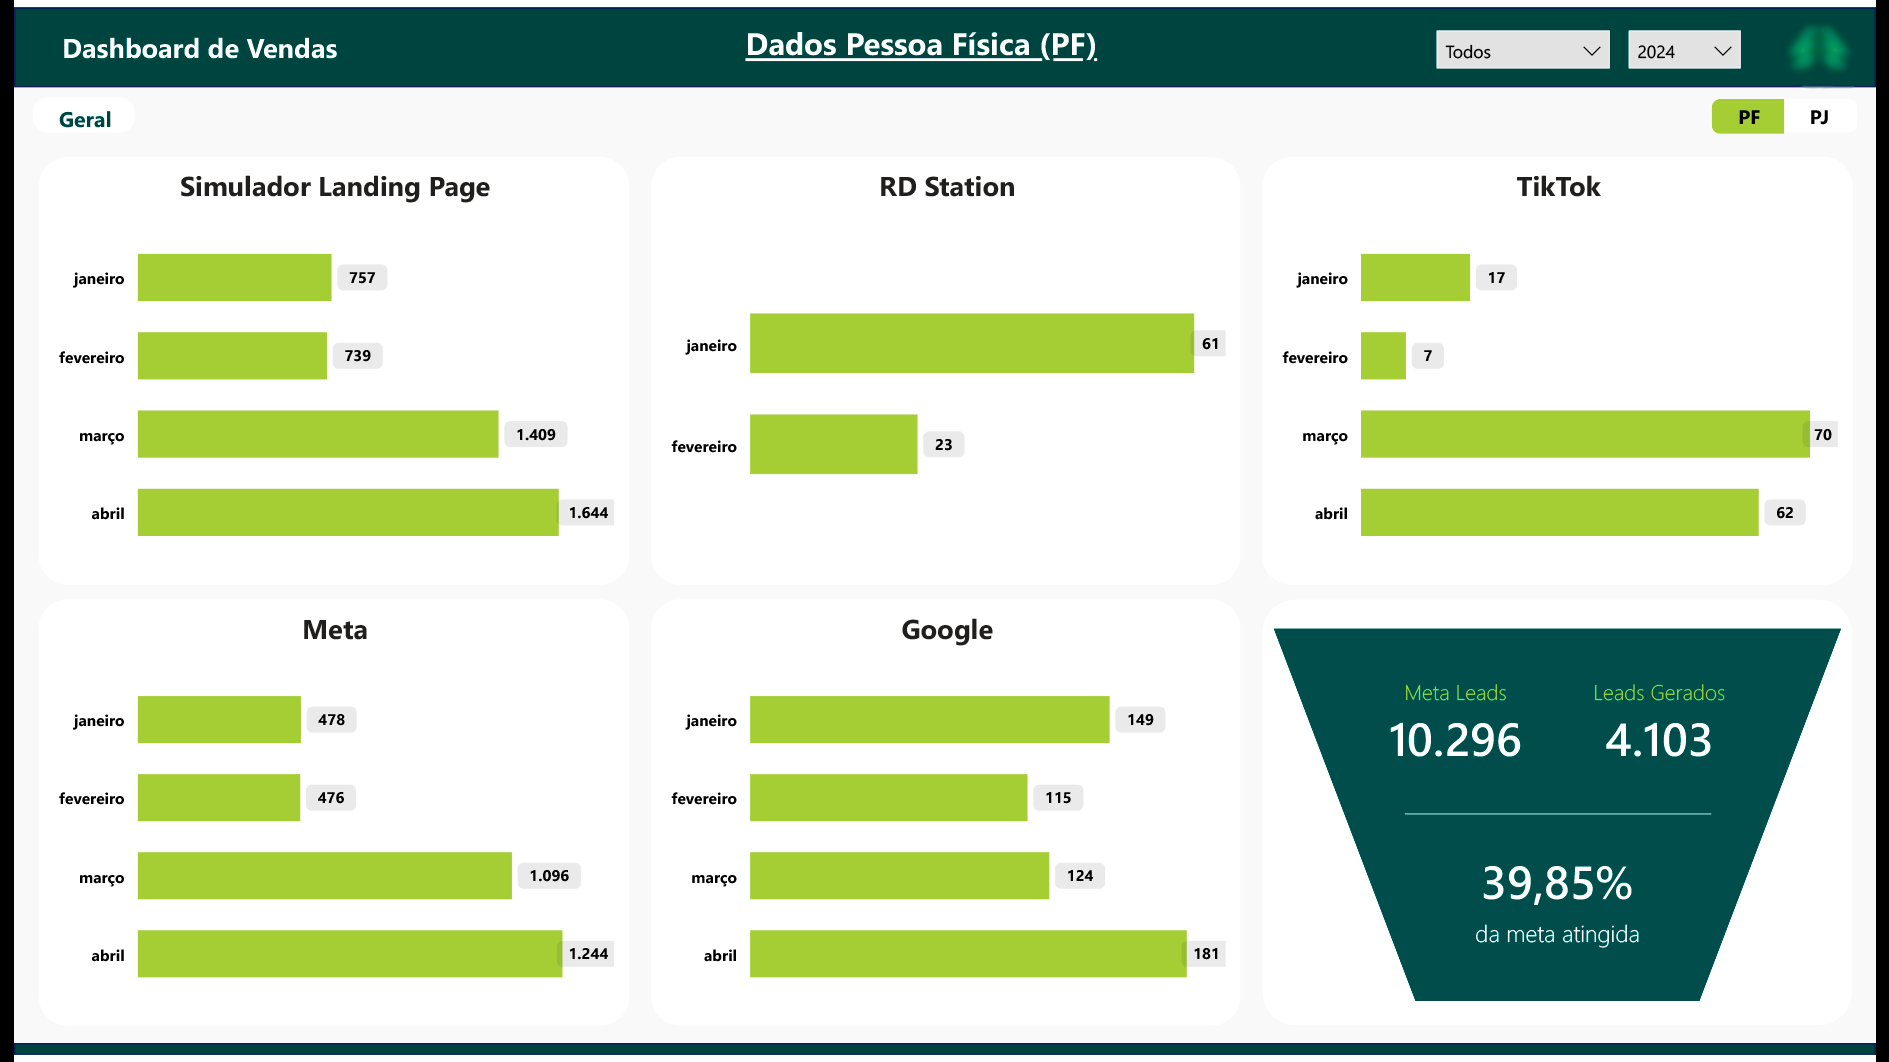 Dashboard de Vendas
Dados Pessoa Física (PF)
Todos
2024
Geral
PF
PJ
Simulador Landing Page
janeiro 757
fevereiro 739
março 1.409
abril 1.644
RD Station
janeiro 61
fevereiro 23
TikTok
janeiro 17
fevereiro 7
março 70
abril 62
Meta
janeiro 478
fevereiro 476
março 1.096
abril 1.244
Google
janeiro 149
fevereiro 115
março 124
abril 181
Meta Leads Leads Gerados
10.296 4.103
39,85%
da meta atingida